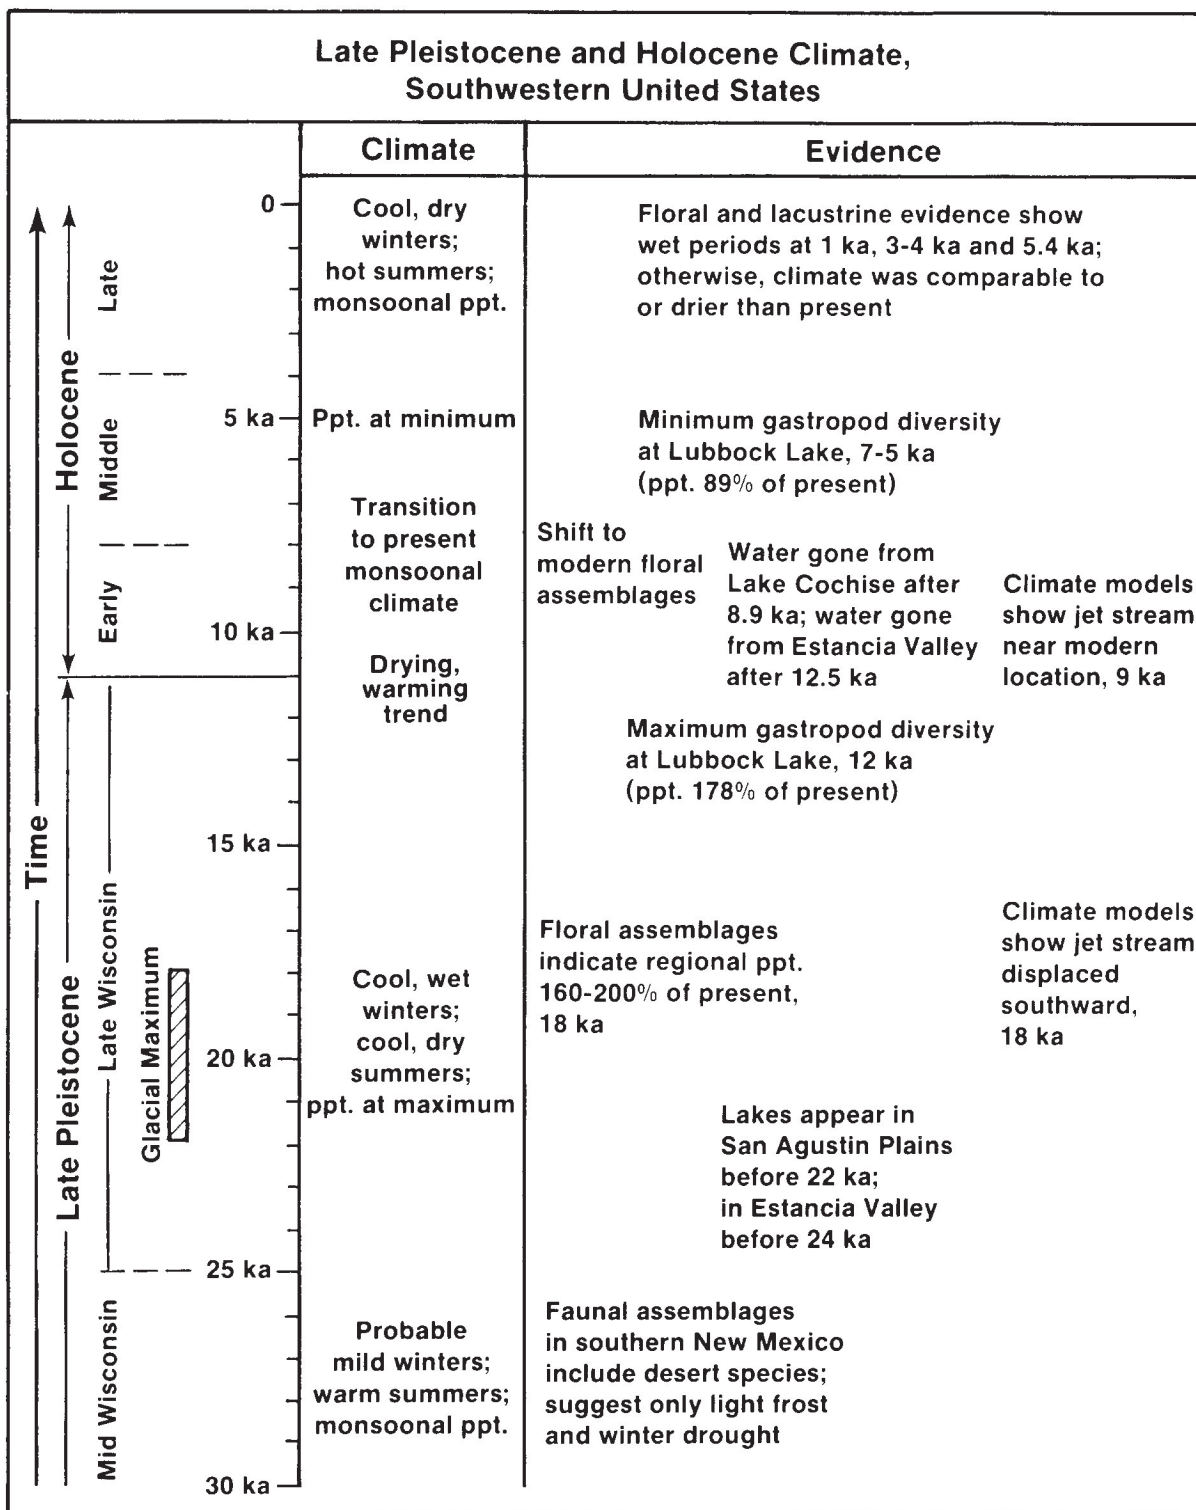 Late Pleistocene and Holocene Climate,
Southwestern United States
Climate
Evidence
Time
Holocene
Late Pleistocene
Late
Middle
Early
Late Wisconsin
Mid Wisconsin
Glacial Maximum
0
5 ka
10 ka
15 ka
20 ka
25 ka
30 ka
Cool, dry
winters;
hot summers;
monsoonal ppt.
Floral and lacustrine evidence show
wet periods at 1 ka, 3-4 ka and 5.4 ka;
otherwise, climate was comparable to
or drier than present
Ppt. at minimum
Minimum gastropod diversity
at Lubbock Lake, 7-5 ka
(ppt. 89% of present)
Transition
to present
monsoonal
climate
Shift to
modern floral
assemblages
Water gone from
Lake Cochise after
8.9 ka; water gone
from Estancia Valley
after 12.5 ka
Climate models
show jet stream
near modern
location, 9 ka
Drying,
warming
trend
Maximum gastropod diversity
at Lubbock Lake, 12 ka
(ppt. 178% of present)
Cool, wet
winters;
cool, dry
summers;
ppt. at maximum
Floral assemblages
indicate regional ppt.
160-200% of present,
18 ka
Climate models
show jet stream
displaced
southward,
18 ka
Lakes appear in
San Agustin Plains
before 22 ka;
in Estancia Valley
before 24 ka
Probable
mild winters;
warm summers;
monsoonal ppt.
Faunal assemblages
in southern New Mexico
include desert species;
suggest only light frost
and winter drought